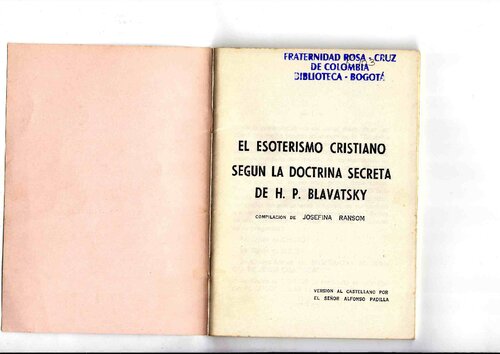 FRATERNIDAD ROSA-CRUZ
DE COLOMBIA
BIBLIOTECA - BOGOTÁ
EL ESOTERISMO CRISTIANO
SEGUN LA DOCTRINA SECRETA
DE H. P. BLAVATSKY
COMPILACION DE JOSEFINA RANSOM
VERSION AL CASTELLANO POR
EL SEÑOR ALFONSO PADILLA